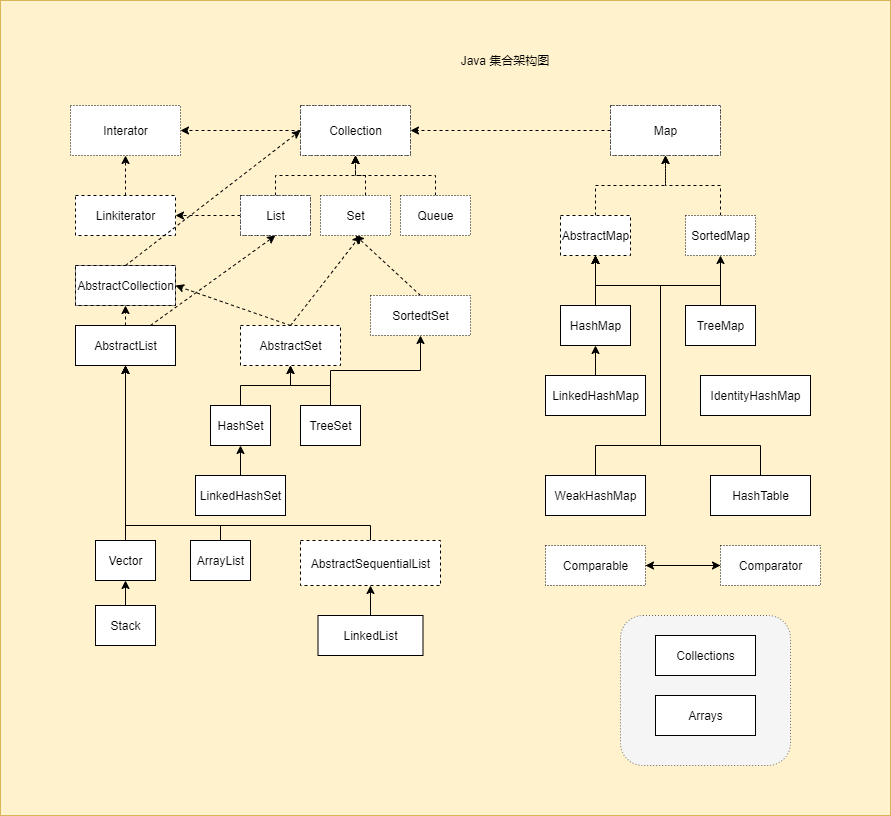 Java 集合架构图
Interator
Collection
Map
Linkiterator
List
Set
Queue
AbstractMap
SortedMap
AbstractCollection
SortedtSet
HashMap
TreeMap
AbstractList
AbstractSet
LinkedHashMap
IdentityHashMap
HashSet
TreeSet
LinkedHashSet
WeakHashMap
HashTable
Vector
ArrayList
AbstractSequentialList
Comparable
Comparator
Stack
LinkedList
Collections
Arrays